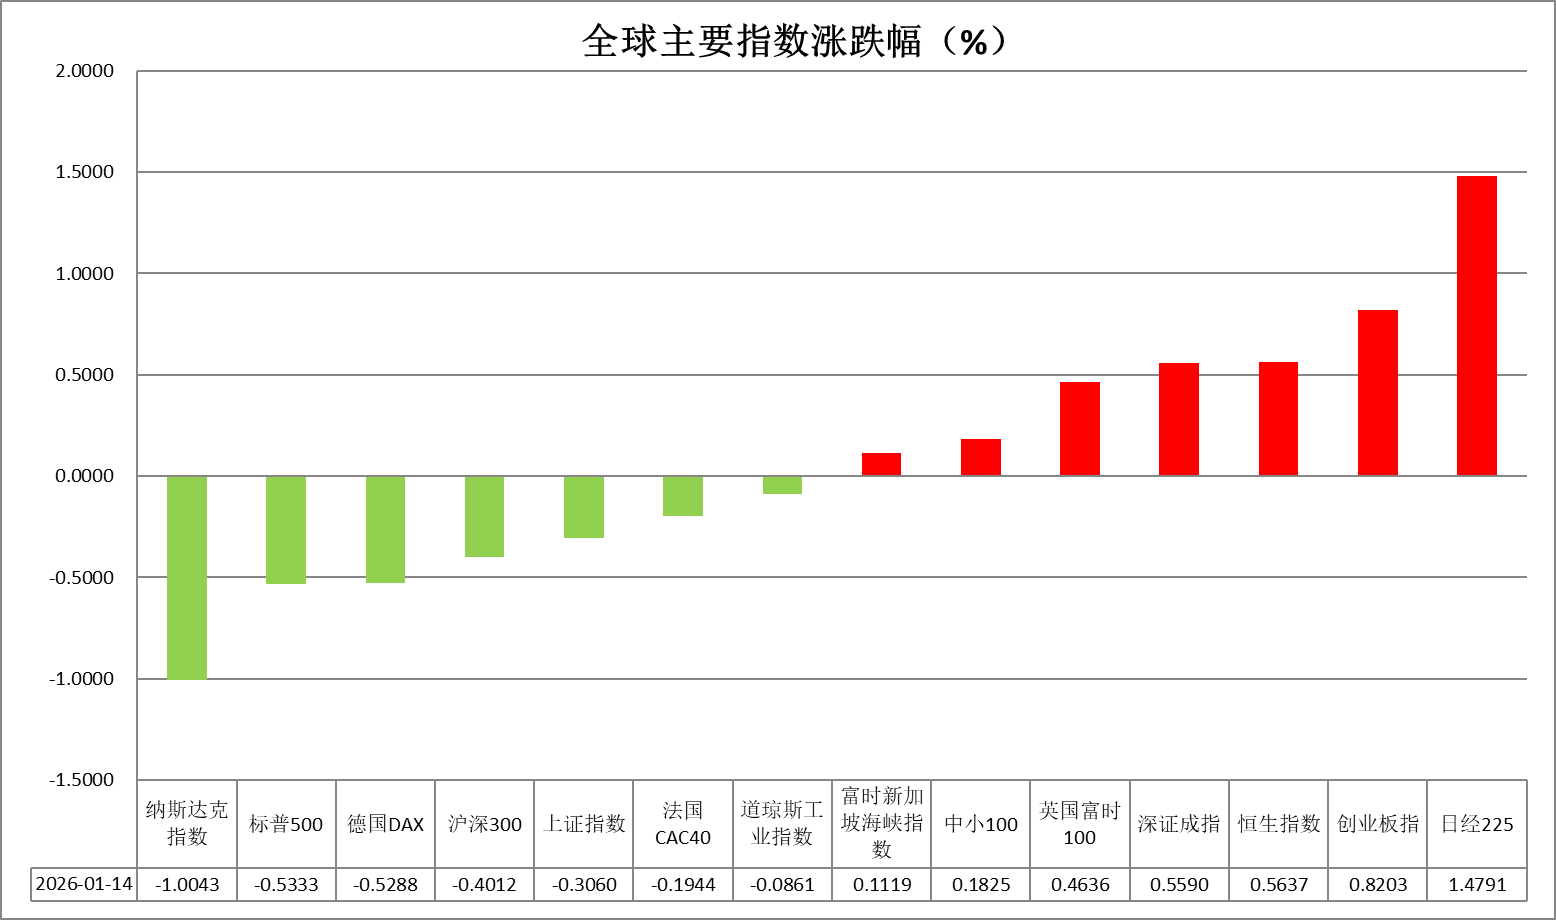 全球主要指数涨跌幅（%）
2.0000
1.5000
1.0000
0.5000
0.0000
-0.5000
-1.0000
-1.5000
纳斯达克
指数
标普500
德国DAX
沪深300
上证指数
法国
CAC40
道琼斯工
业指数
富时新加
坡海峡指
数
中小100
英国富时
100
深证成指
恒生指数
创业板指
日经225
2026-01-14 -1.0043 -0.5333 -0.5288 -0.4012 -0.3060 -0.1944 -0.0861 0.1119 0.1825 0.4636 0.5590 0.5637 0.8203 1.4791